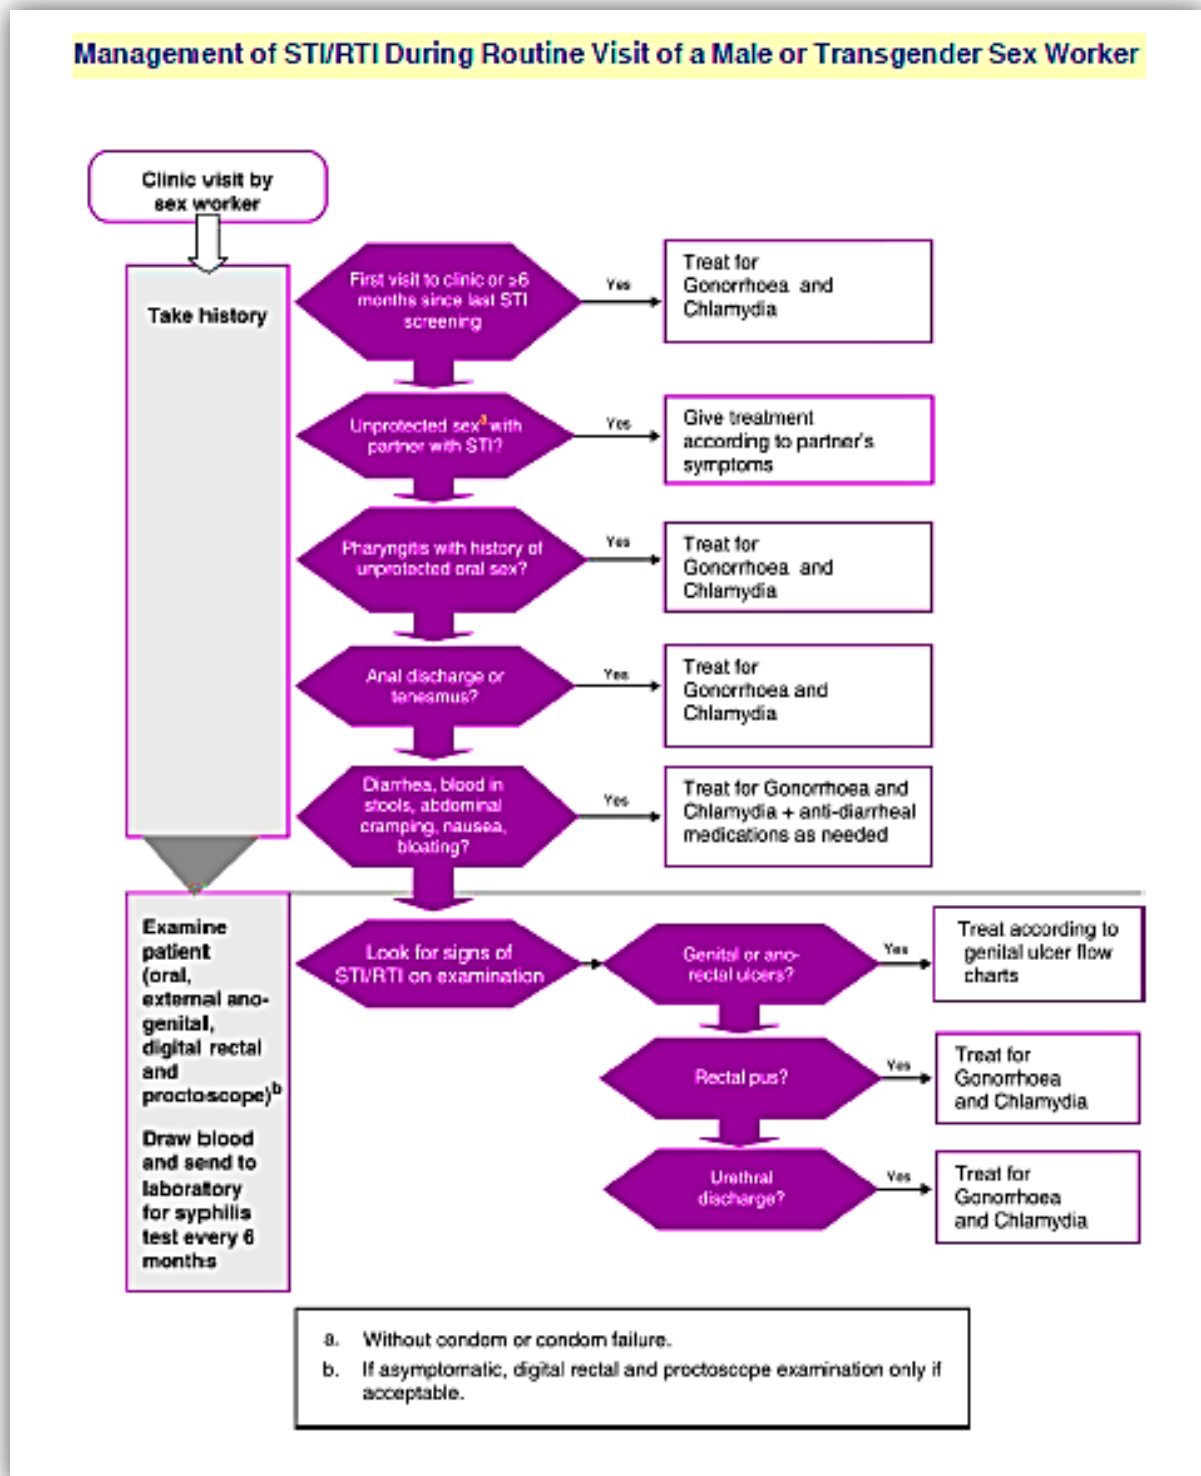 Management of STI/RTI During Routine Visit of a Male or Transgender Sex Worker
Clinic visit by
sex worker
Take history
First visit to clinic or ≥6
months since last STI
screening
Yes
Treat for
Gonorrhoea and
Chlamydia
Unprotected sexᵃ with
partner with STI?
Yes
Give treatment
according to partner's
symptoms
Pharyngitis with history of
unprotected oral sex?
Yes
Treat for
Gonorrhoea and
Chlamydia
Anal discharge or
tenesmus?
Yes
Treat for
Gonorrhoea and
Chlamydia
Diarrhea, blood in
stools, abdominal
cramping, nausea,
bloating?
Yes
Treat for Gonorrhoea and
Chlamydia + anti-diarrheal
medications as needed
Examine
patient
(oral,
external ano-
genital,
digital rectal
and
proctoscope)ᵇ
Draw blood
and send to
laboratory
for syphilis
test every 6
months
Look for signs of
STI/RTI on examination
Genital or ano-
rectal ulcers?
Yes
Treat according to
genital ulcer flow
charts
Rectal pus?
Yes
Treat for
Gonorrhoea
and Chlamydia
Urethral
discharge?
Yes
Treat for
Gonorrhoea
and Chlamydia
a. Without condom or condom failure.
b. If asymptomatic, digital rectal and proctoscope examination only if
acceptable.